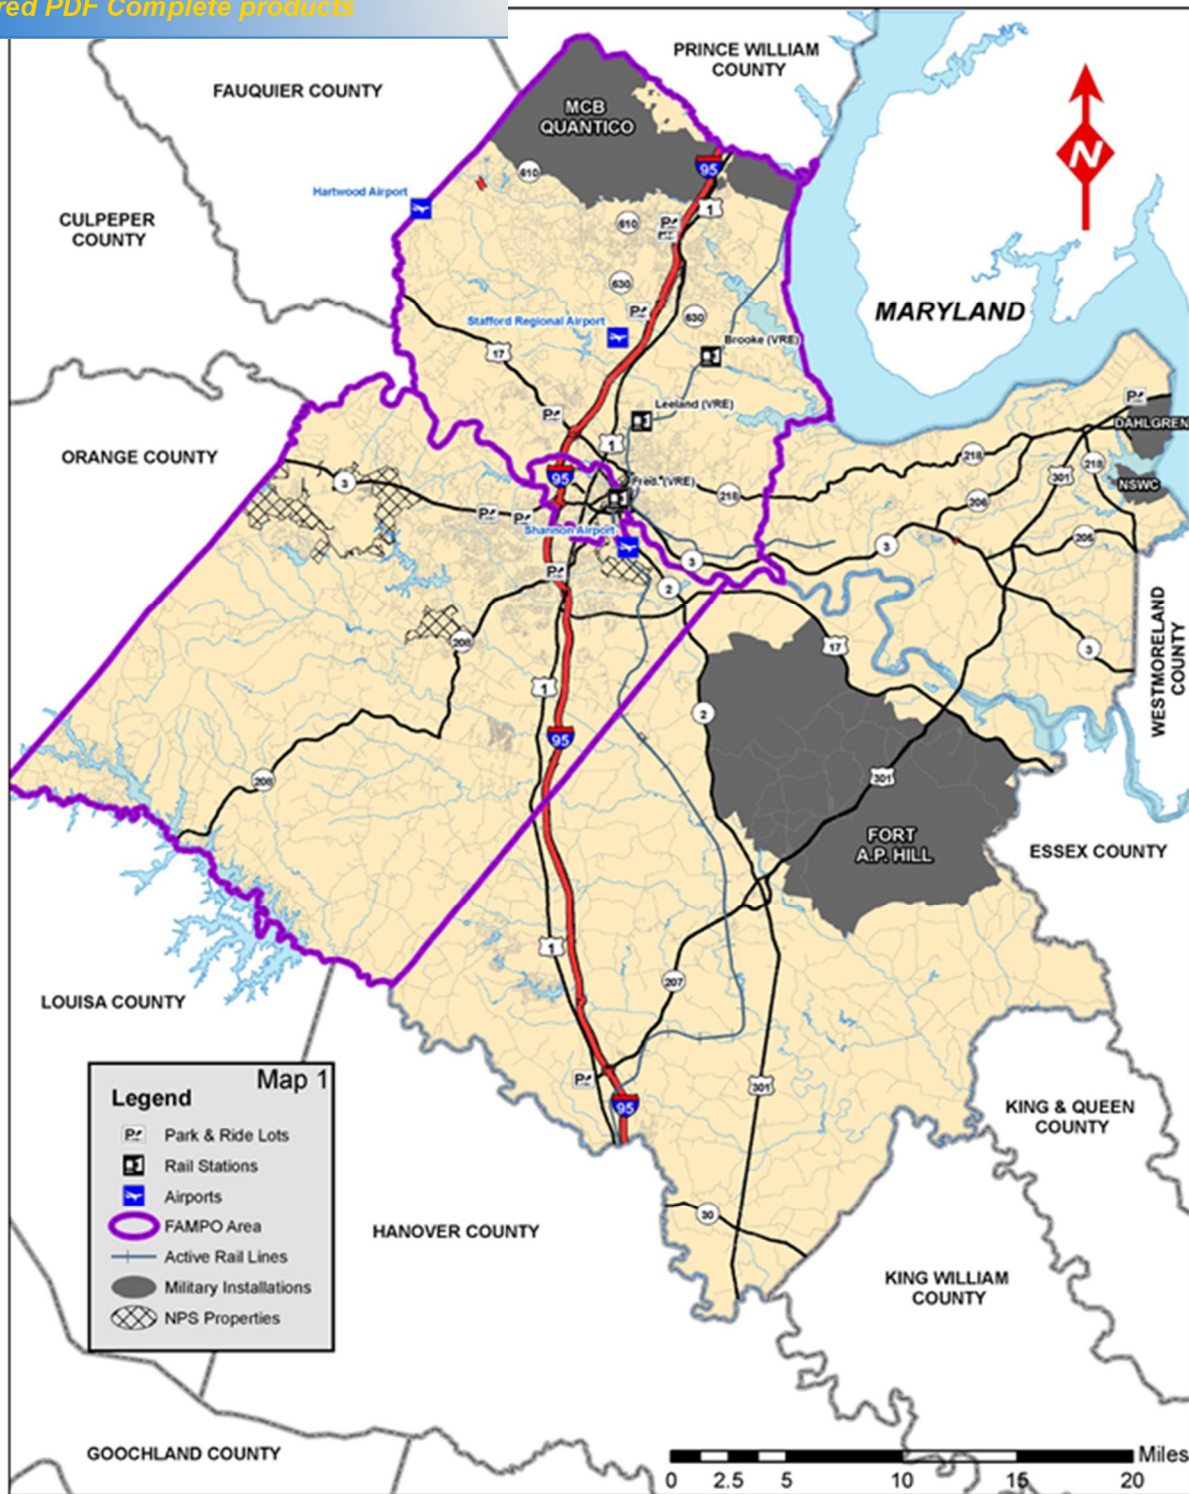 red PDF Complete products
PRINCE WILLIAM
COUNTY
FAUQUIER COUNTY
MCB
QUANTICO
N
95
610
Hartwood Airport
1
CULPEPER
COUNTY
610
P
P
630
MARYLAND
P
630
Stafford Regional Airport
Brooke (VRE)
17
P
DAHLGREN
Leeland (VRE)
P
1
ORANGE COUNTY
218
218
301
95
3
Fred. (VRE)
NSWC
218
206
P
P
Shannon Airport
205
3
3
P
2
WESTMORELAND
COUNTY
208
17
3
1
2
95
301
208
FORT
A.P. HILL
ESSEX COUNTY
1
207
LOUISA COUNTY
Map 1
Legend
P
301
95
KING & QUEEN
COUNTY
P Park & Ride Lots
Rail Stations
Airports
FAMPO Area
Active Rail Lines
Military Installations
NPS Properties
30
HANOVER COUNTY
KING WILLIAM
COUNTY
GOOCHLAND COUNTY
Miles
0 2.5 5 10 15 20